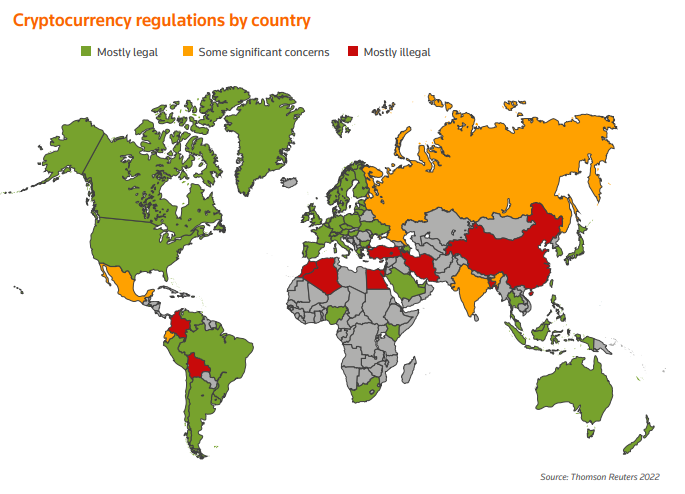 Cryptocurrency regulations by country
Mostly legal
Some significant concerns
Mostly illegal
Source: Thomson Reuters 2022